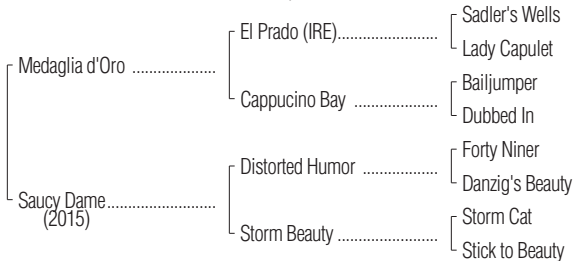 Sadler's Wells
El Prado (IRE)..................
Lady Capulet
Medaglia d'Oro ...................
Bailjumper
Cappucino Bay ...................
Dubbed In
Forty Niner
Distorted Humor .................
Danzig's Beauty
Saucy Dame.........................
(2015)
Storm Cat
Storm Beauty .......................
Stick to Beauty